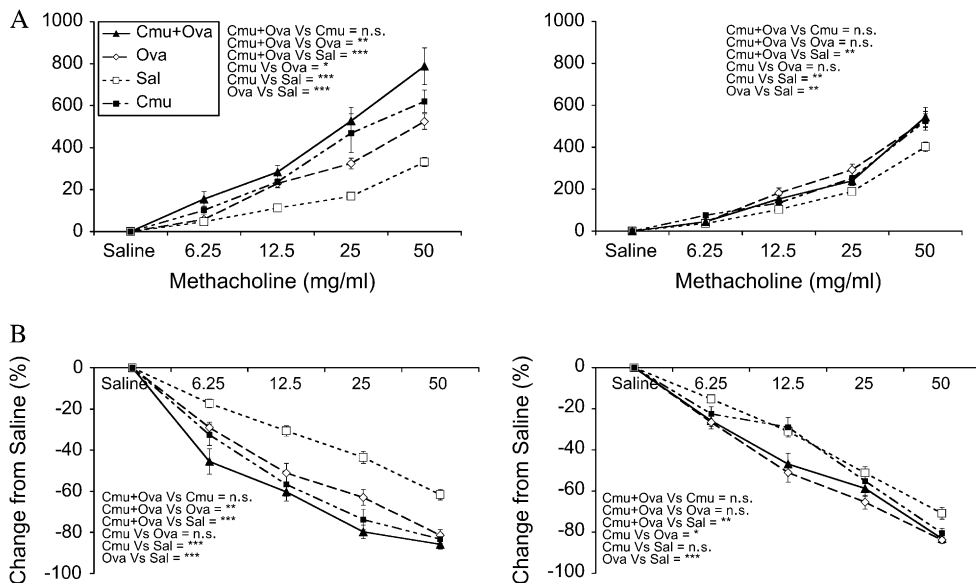 A
1000
800
600
400
20
0
Cmu+Ova
Ova
Sal
Cmu
Cmu+Ova Vs Cmu = n.s.
Cmu+Ova Vs Ova = **
Cmu+Ova Vs Sal = ***
Cmu Vs Ova = *
Cmu Vs Sal = ***
Ova Vs Sal = ***
Saline 6.25 12.5 25 50
Methacholine (mg/ml)
1000
800
600
400
200
0
Cmu+Ova Vs Cmu = n.s.
Cmu+Ova Vs Ova = n.s.
Cmu+Ova Vs Sal = **
Cmu Vs Ova = n.s.
Cmu Vs Sal = **
Ova Vs Sal = **
Saline 6.25 12.5 25 50
Methacholine (mg/ml)
B
Change from Saline (%)
0
-20
-40
-60
-80
-100
Saline 6.25 12.5 25 50
Cmu+Ova Vs Cmu = n.s.
Cmu+Ova Vs Ova = **
Cmu+Ova Vs Sal = ***
Cmu Vs Ova = n.s.
Cmu Vs Sal = ***
Ova Vs Sal = ***
Change from Saline (%)
0
-20
-40
-60
-80
-100
Saline 6.25 12.5 25 50
Cmu+Ova Vs Cmu = n.s.
Cmu+Ova Vs Ova = n.s.
Cmu+Ova Vs Sal = **
Cmu Vs Ova = *
Cmu Vs Sal = n.s.
Ova Vs Sal = ***